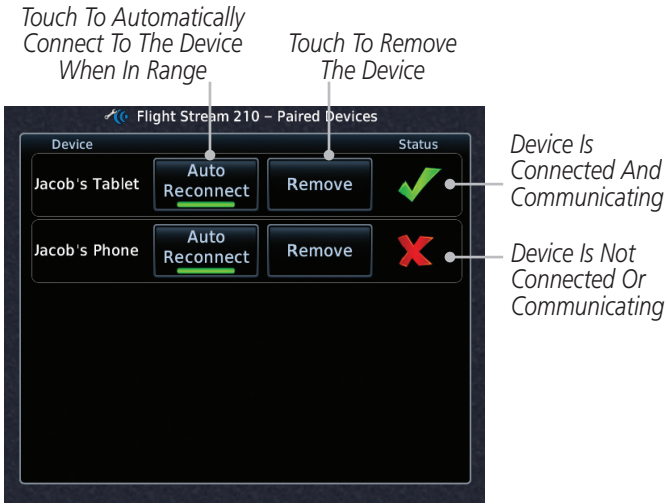 Touch To Automatically
Connect To The Device
When In Range
Touch To Remove
The Device
Flight Stream 210 – Paired Devices
Device
Status
Jacob's Tablet
Auto
Reconnect
Remove
Device Is
Connected And
Communicating
Jacob's Phone
Auto
Reconnect
Remove
Device Is Not
Connected Or
Communicating